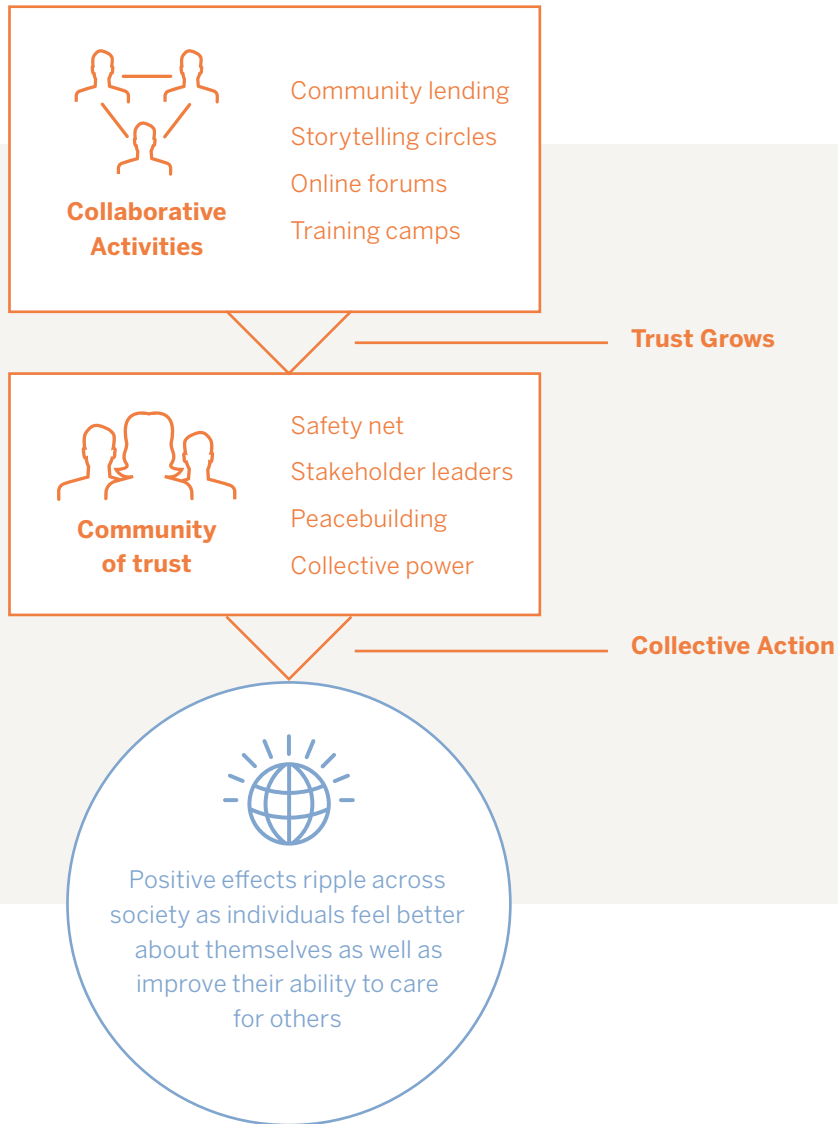 Community lending
Storytelling circles
Online forums
Training camps
Collaborative
Activities
Trust Grows
Safety net
Stakeholder leaders
Peacebuilding
Collective power
Community
of trust
Collective Action
Positive effects ripple across
society as individuals feel better
about themselves as well as
improve their ability to care
for others